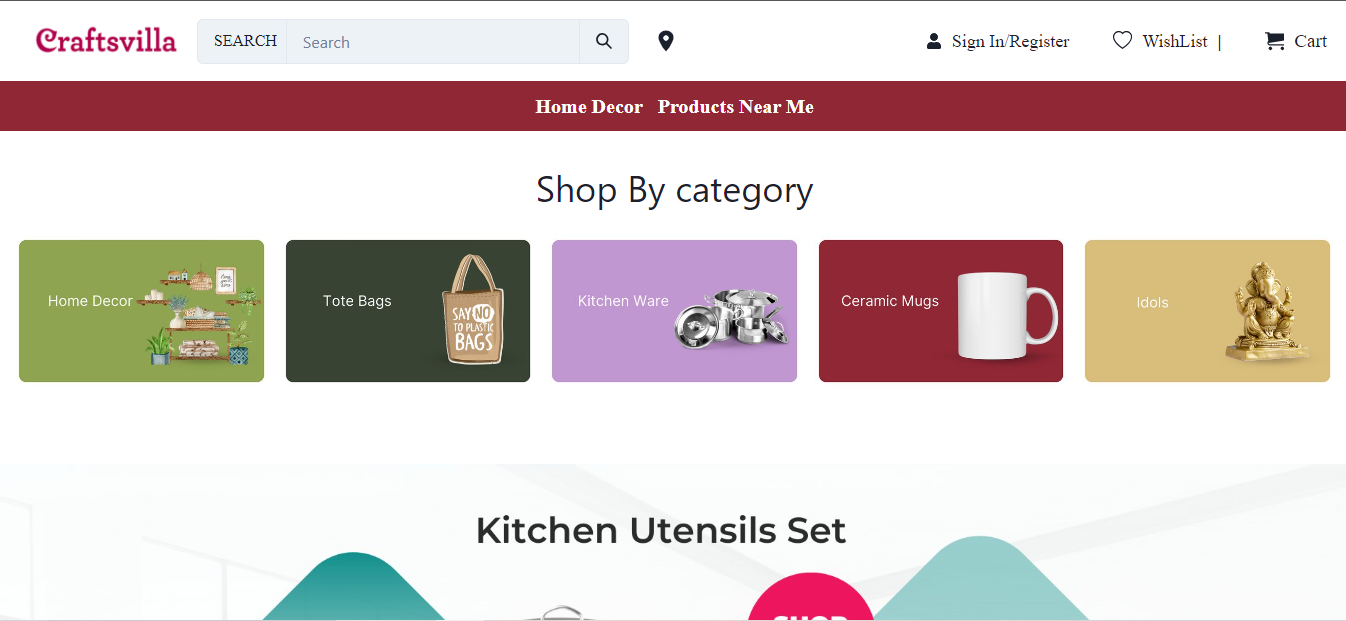 Craftsvilla SEARCH Search Sign In/Register WishList | Cart
Home Decor Products Near Me
Shop By category
Home Decor Tote Bags Kitchen Ware Ceramic Mugs Idols
SAY NO
TO PLASTIC
BAGS
Kitchen Utensils Set
SHOP